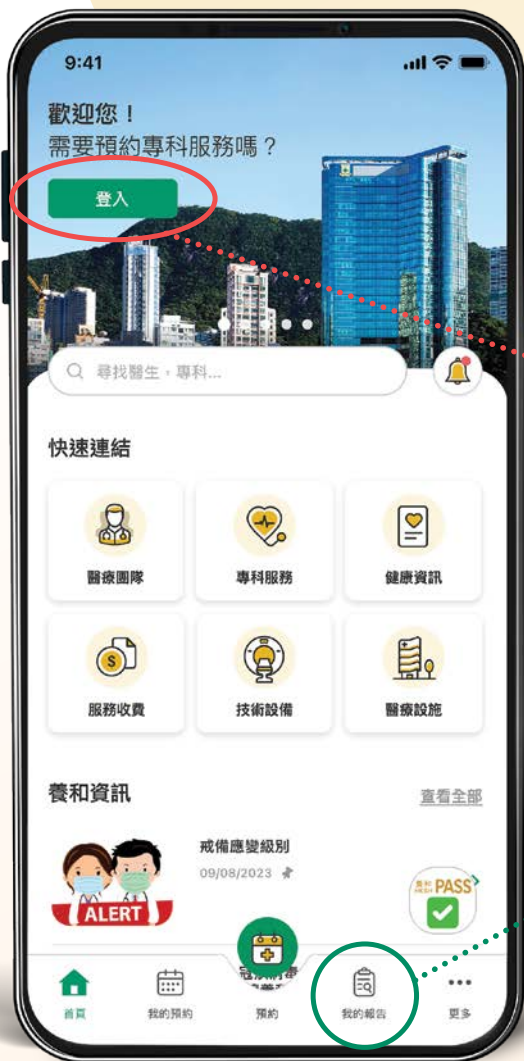 9:41
歡迎您！
需要預約專科服務嗎？
登入
尋找醫生，專科...
快速連結
醫療團隊
專科服務
健康資訊
服務收費
技術設備
醫療設施
養和資訊
查看全部
戒備應變級別
09/08/2023
ALERT
養和
HKSH PASS
首頁
我的預約
預約
我的報告
更多